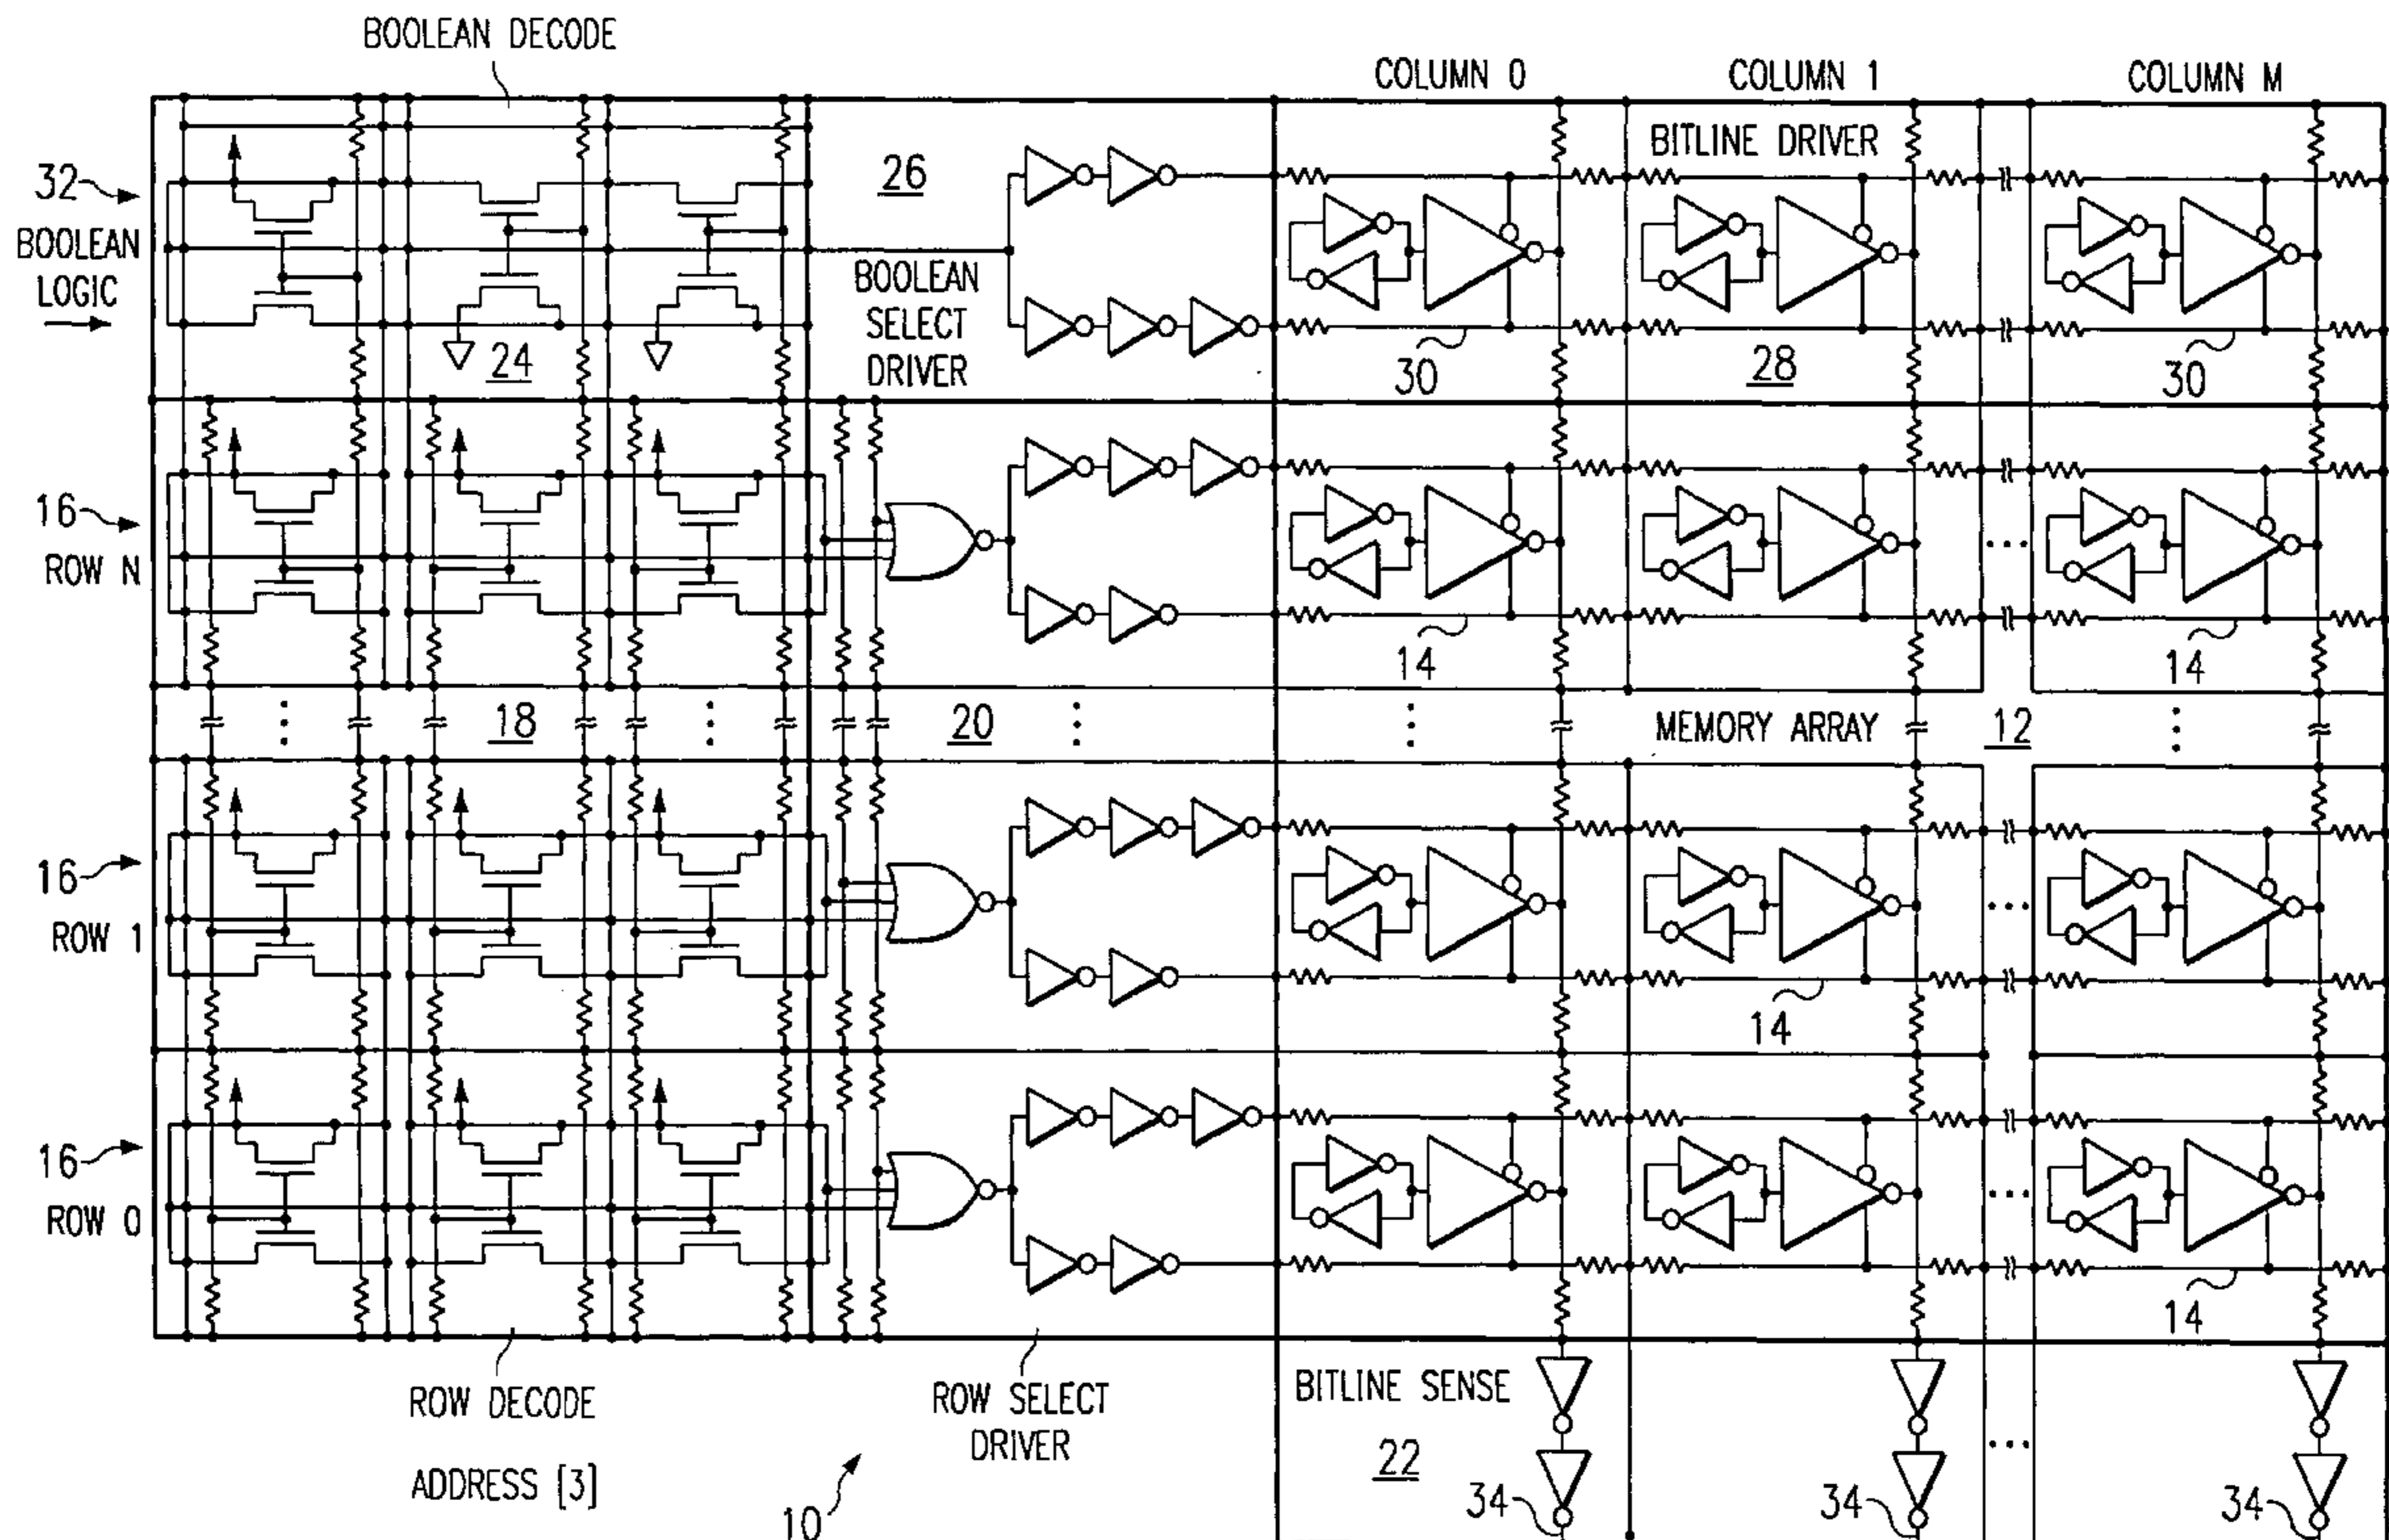 BOOLEAN DECODE
COLUMN 0
COLUMN 1
COLUMN M
BITLINE DRIVER
32
26
BOOLEAN
LOGIC
BOOLEAN
SELECT
DRIVER
24
30
28
30
16
ROW N
14
14
18
20
MEMORY ARRAY
12
16
ROW 1
14
16
ROW 0
14
ROW DECODE
ROW SELECT
DRIVER
BITLINE SENSE
22
ADDRESS [3]
10
34
34
34